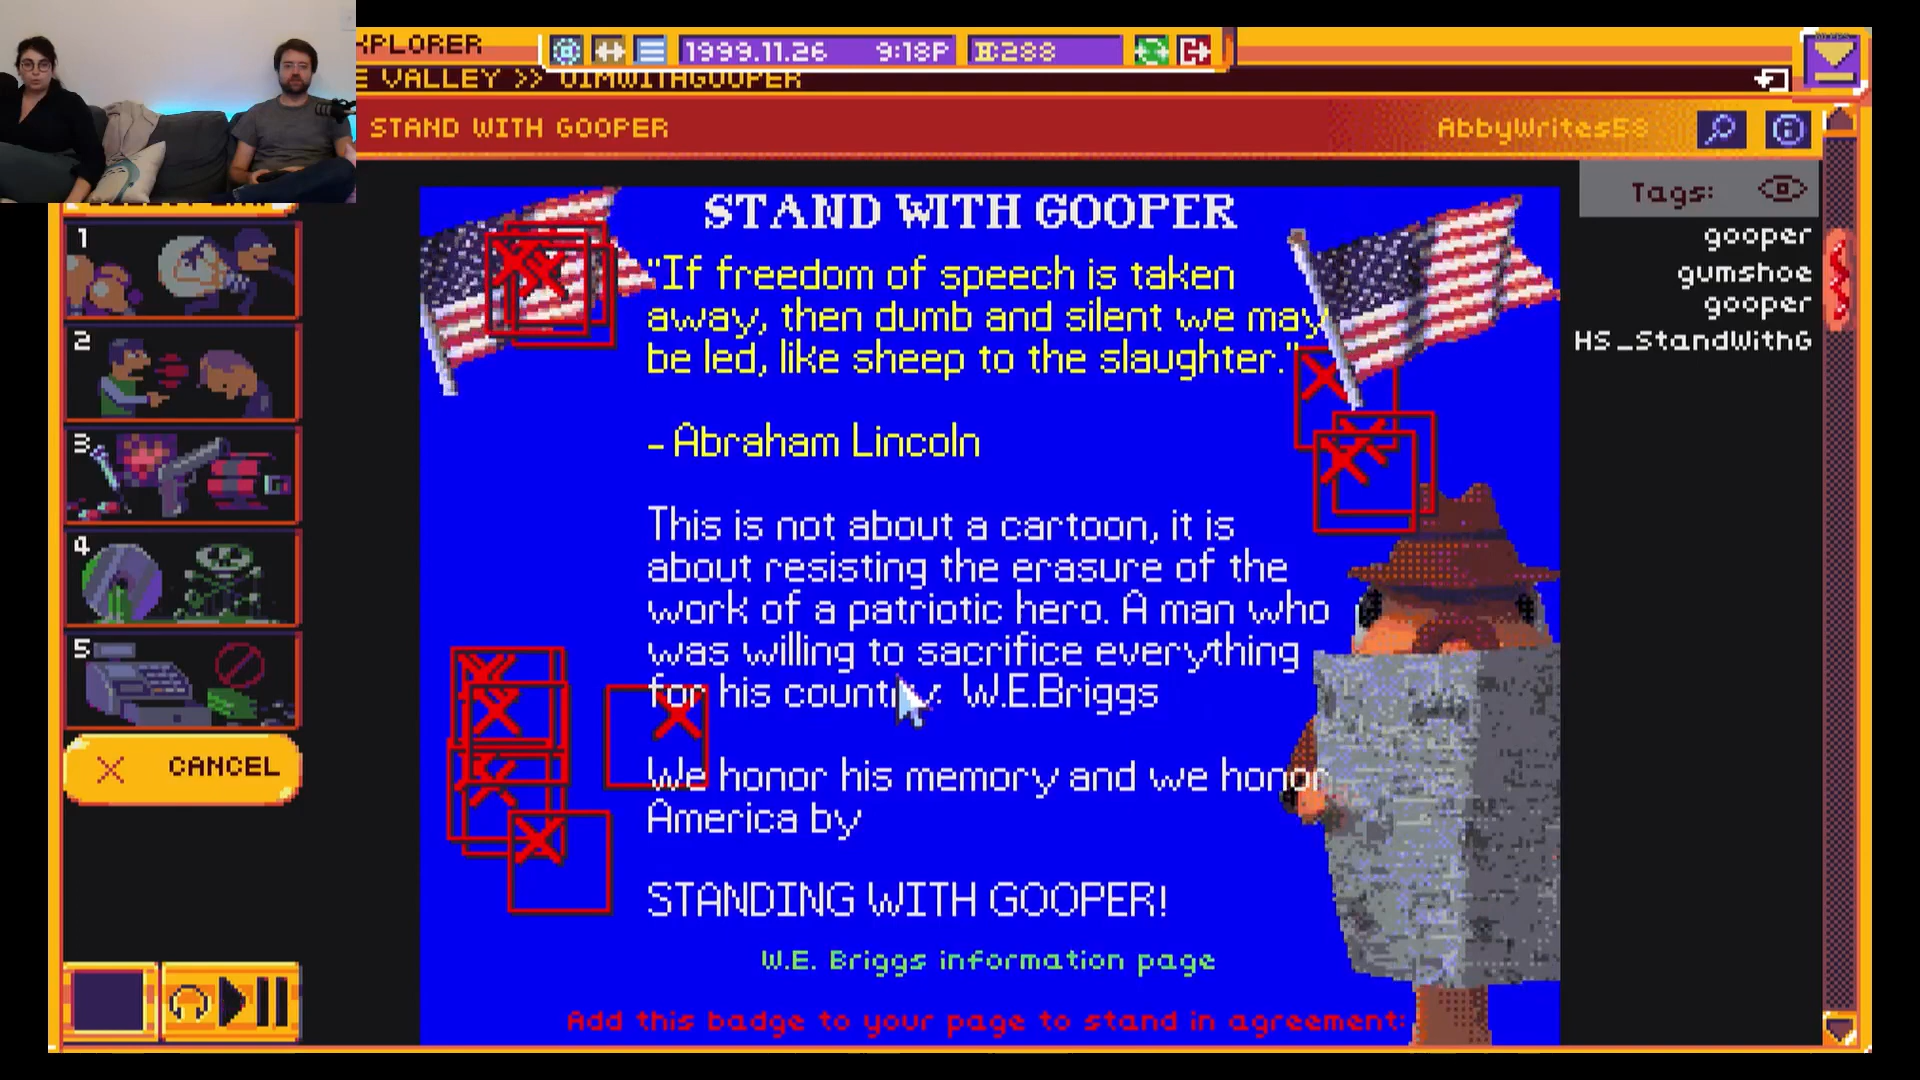 XPLORER
1999.11.26 9:18P
288
E VALLEY >> UIMWITHGOOPER
STAND WITH GOOPER
AbbyWrites58
Tags:
gooper
gumshoe
gooper
HS_StandWithG
1
2
3
4
5
CANCEL
STAND WITH GOOPER
"If freedom of speech is taken
away, then dumb and silent we may
be led, like sheep to the slaughter."
- Abraham Lincoln
This is not about a cartoon, it is
about resisting the erasure of the
work of a patriotic hero. A man who
was willing to sacrifice everything
for his country. W.E.Briggs
We honor his memory and we honor
America by
STANDING WITH GOOPER!
W.E. Briggs information page
Add this badge to your page to stand in agreement: